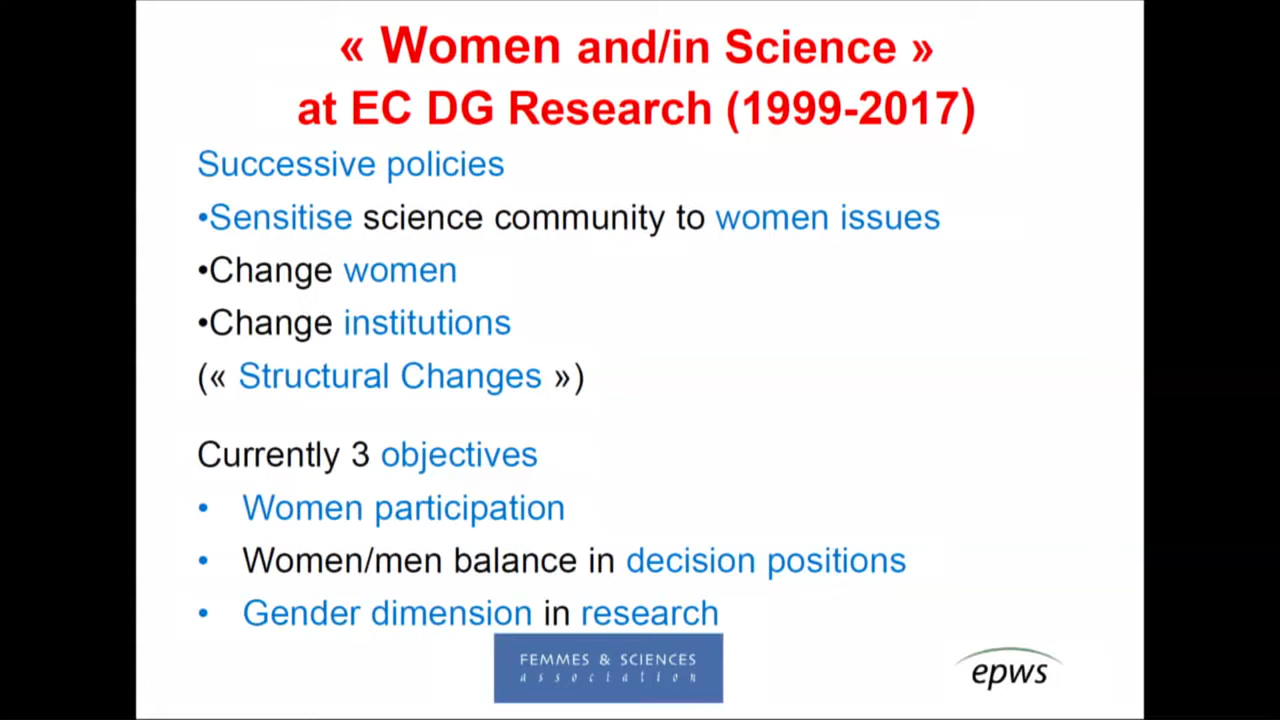 « Women and/in Science »
at EC DG Research (1999-2017)
Successive policies
•Sensitise science community to women issues
•Change women
•Change institutions
(« Structural Changes »)
Currently 3 objectives
• Women participation
• Women/men balance in decision positions
• Gender dimension in research
FEMMES & SCIENCES
association
epws